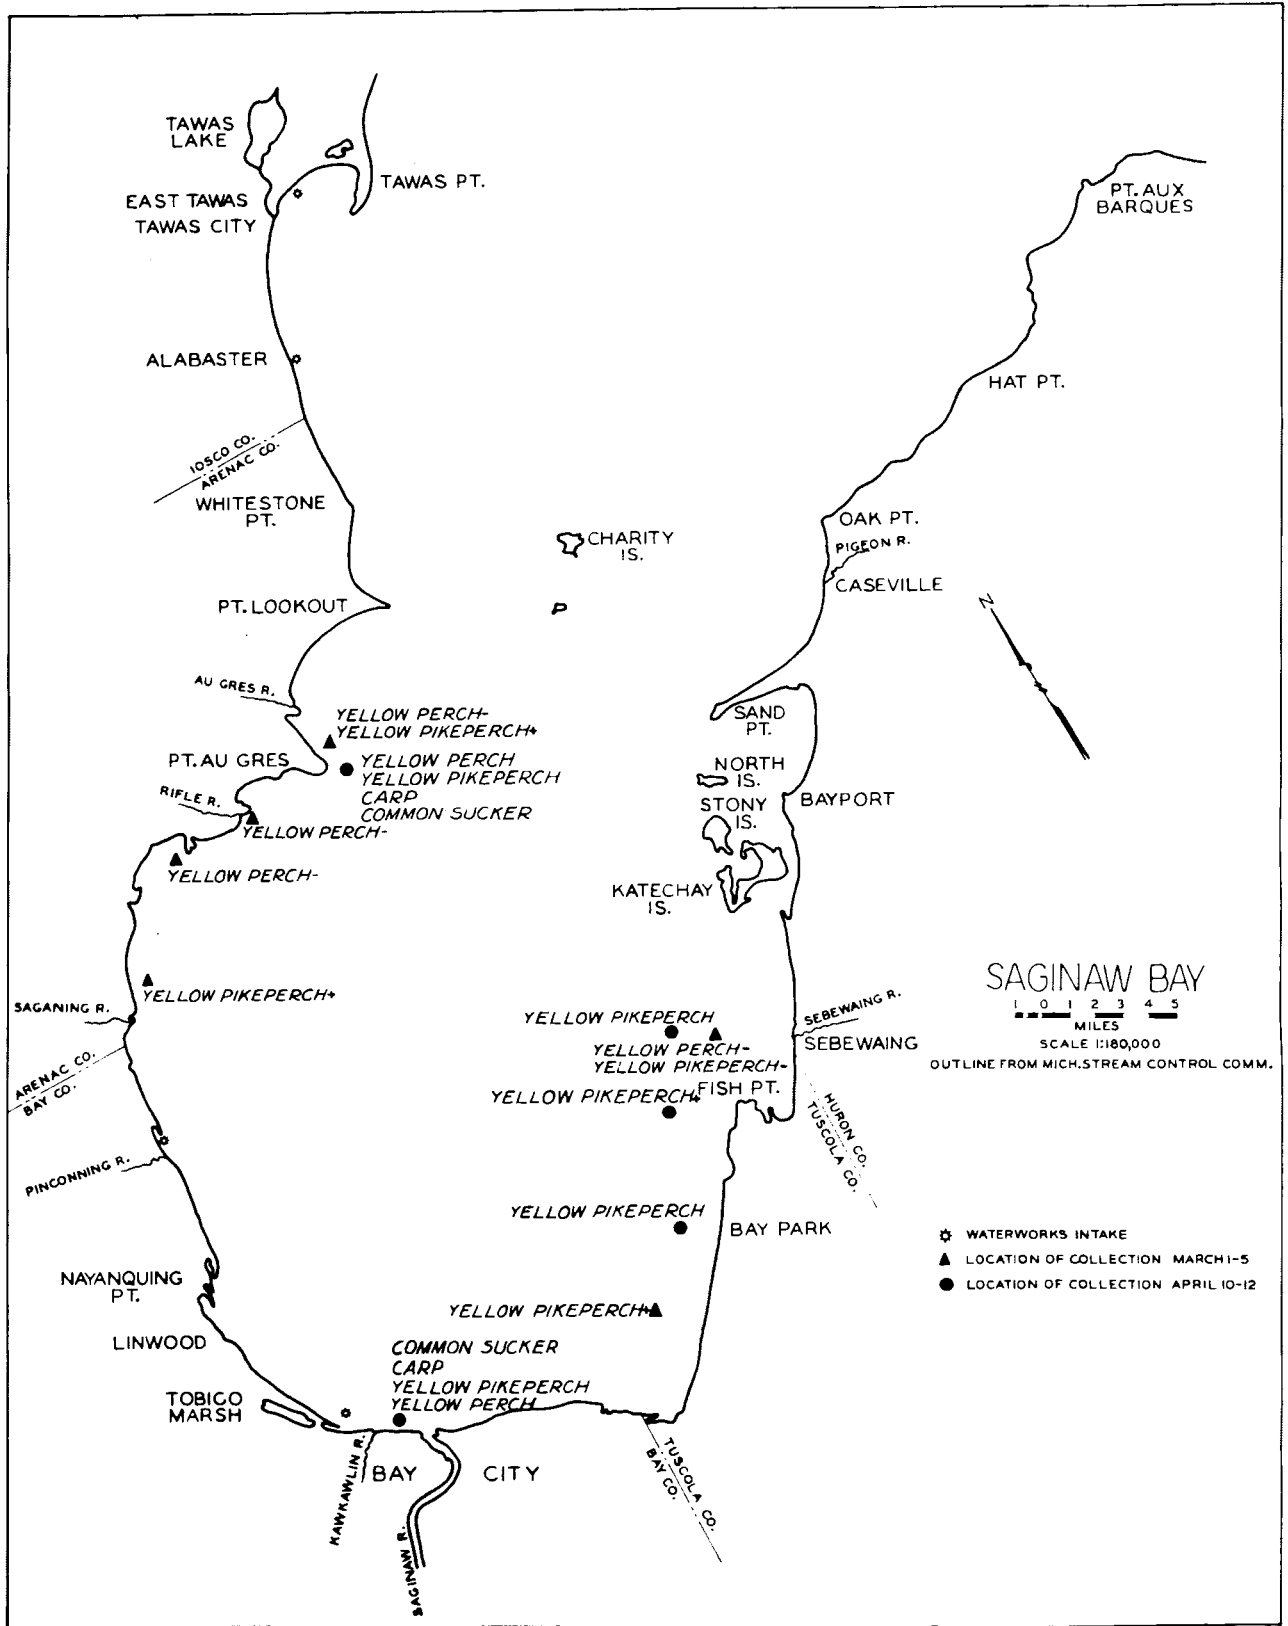 TAWAS
LAKE
TAWAS PT.
EAST TAWAS
TAWAS CITY
PT. AUX
BARQUES
ALABASTER
HAT PT.
IOSCO CO.
ARENAC CO.
WHITESTONE
PT.
OAK PT.
PIGEON R.
CHARITY
IS.
CASEVILLE
PT. LOOKOUT
N
AU GRES R.
YELLOW PERCH-
YELLOW PIKEPERCH+
SAND
PT.
PT. AU GRES
YELLOW PERCH
YELLOW PIKEPERCH
CARP
COMMON SUCKER
NORTH
IS.
RIFLE R.
BAYPORT
STONY
IS.
YELLOW PERCH-
YELLOW PERCH-
KATECHAY
IS.
SAGINAW BAY
1 0 1 2 3 4 5
MILES
SCALE 1:180,000
OUTLINE FROM MICH. STREAM CONTROL COMM.
YELLOW PIKEPERCH+
SAGANING R.
SEBEWAING R.
YELLOW PIKEPERCH
SEBEWAING
YELLOW PERCH-
YELLOW PIKEPERCH-
ARENAC CO.
BAY CO.
FISH PT.
YELLOW PIKEPERCH+
HURON CO.
TUSCOLA CO.
PINCONNING R.
YELLOW PIKEPERCH
BAY PARK
WATERWORKS INTAKE
LOCATION OF COLLECTION MARCH 1-5
LOCATION OF COLLECTION APRIL 10-12
NAYANQUING
PT.
YELLOW PIKEPERCH+
LINWOOD
COMMON SUCKER
CARP
YELLOW PIKEPERCH
YELLOW PERCH
TOBICO
MARSH
KAWKAWLIN R.
BAY CITY
TUSCOLA CO.
BAY CO.
SAGINAW R.